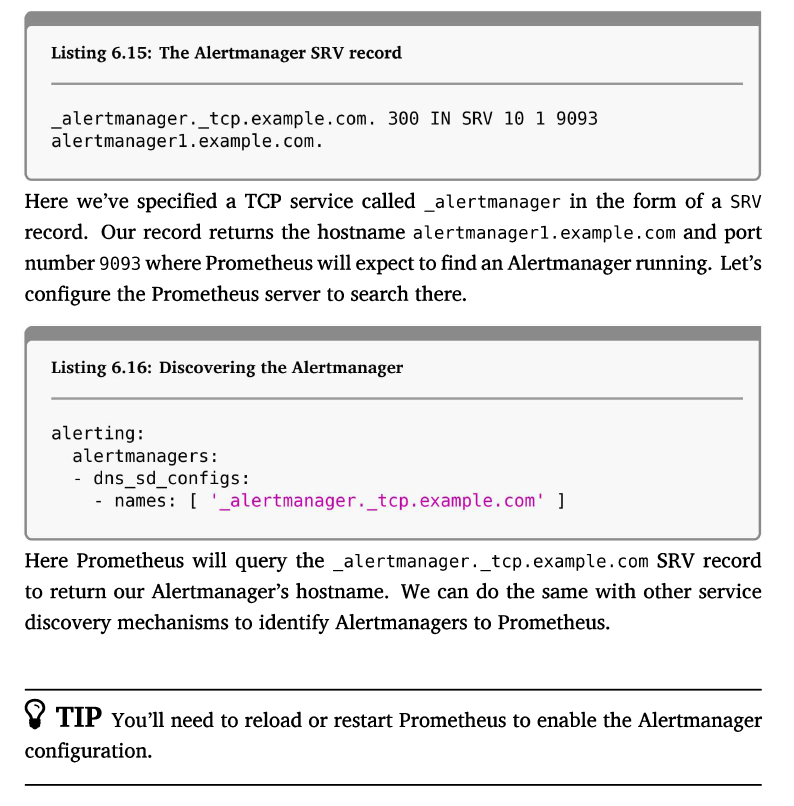 Listing 6.15: The Alertmanager SRV record
_alertmanager._tcp.example.com. 300 IN SRV 10 1 9093
alertmanager1.example.com.
Here we’ve specified a TCP service called _alertmanager in the form of a SRV
record. Our record returns the hostname alertmanager1.example.com and port
number 9093 where Prometheus will expect to find an Alertmanager running. Let’s
configure the Prometheus server to search there.
Listing 6.16: Discovering the Alertmanager
alerting:
  alertmanagers:
  - dns_sd_configs:
    - names: [ '_alertmanager._tcp.example.com' ]
Here Prometheus will query the _alertmanager._tcp.example.com SRV record
to return our Alertmanager’s hostname. We can do the same with other service
discovery mechanisms to identify Alertmanagers to Prometheus.
TIP You’ll need to reload or restart Prometheus to enable the Alertmanager
configuration.